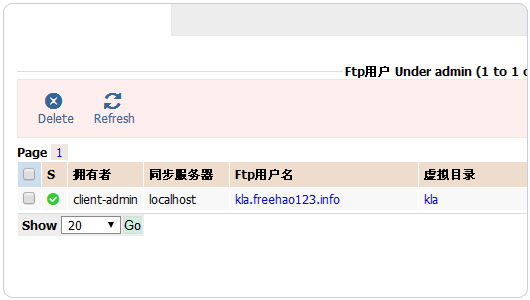 Ftp用户 Under admin (1 to 1
Delete Refresh
Page 1
S 拥有者 同步服务器 Ftp用户名 虚拟目录
client-admin localhost kla.freehao123.info kla
Show 20 Go